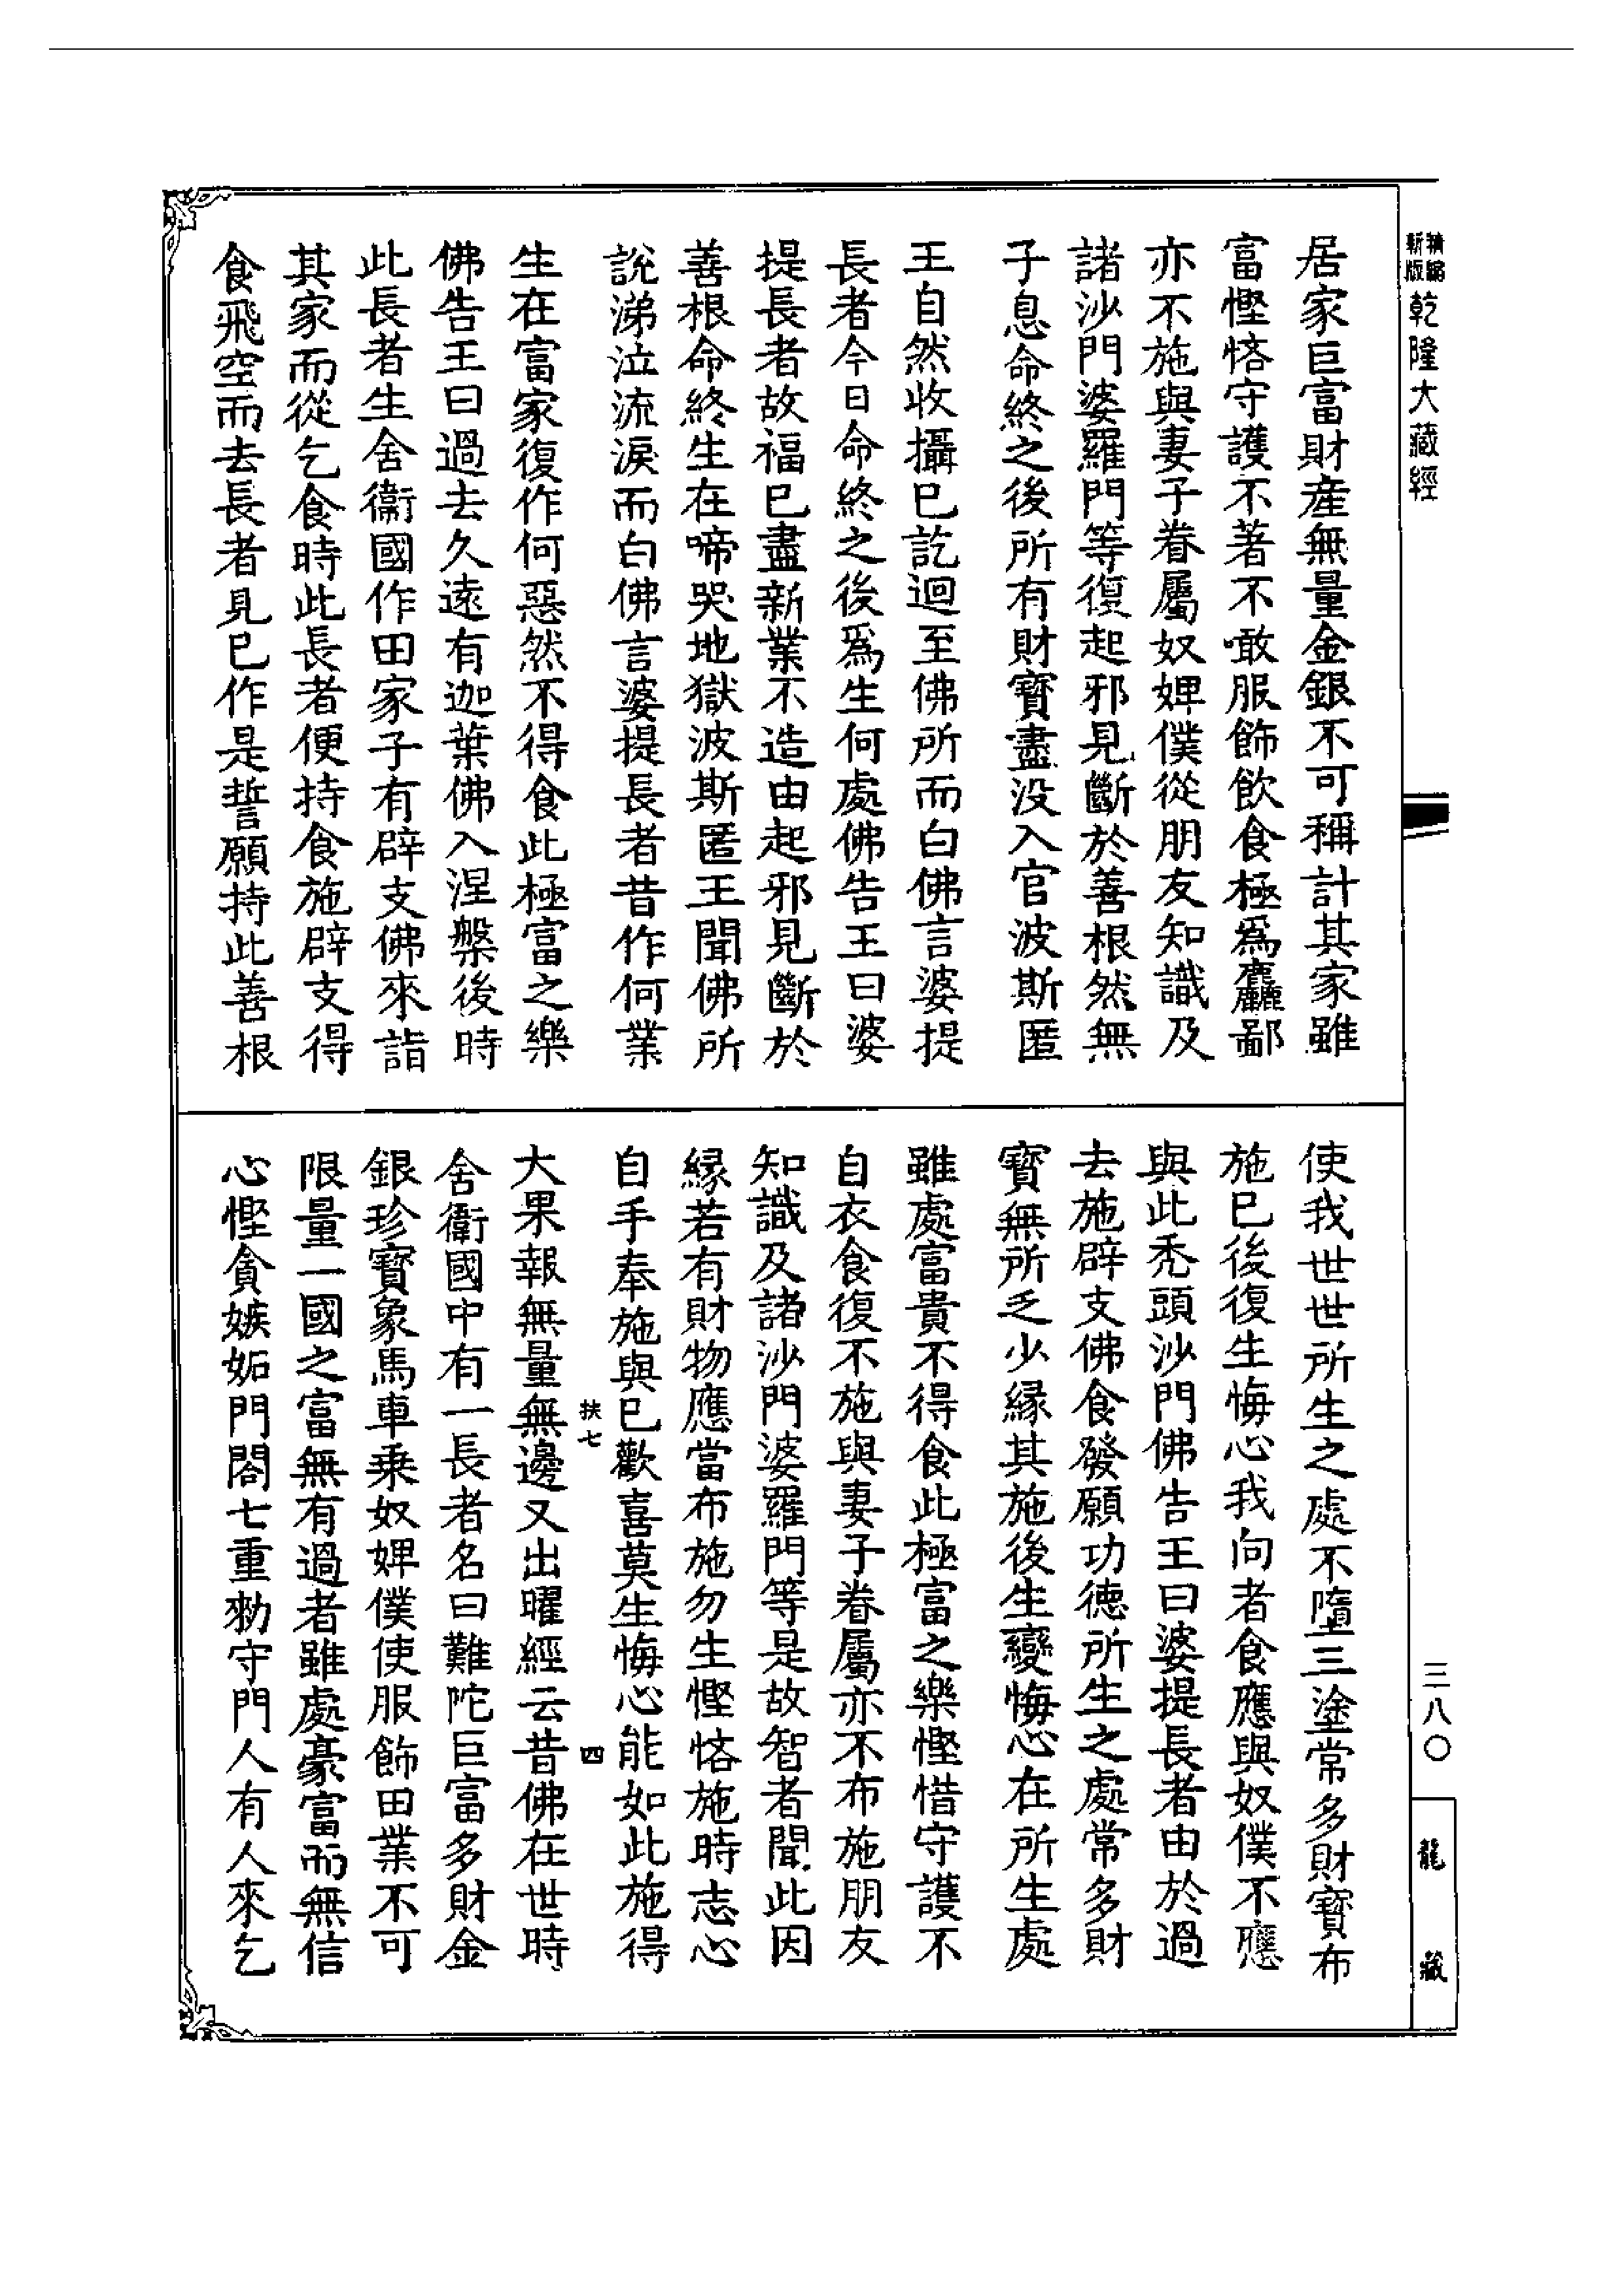 新版精縮乾隆大藏經
居家巨富財産無量金銀不可稱計其家雖
富慳悋守護不著不噉服飾飲食極爲麤鄙
亦不施與妻子眷屬奴婢僕從朋友知識及
諸沙門婆羅門等復起邪見斷於善根然無
子息命終之後所有財寶盡没入官波斯匿
王自然收攝已訖迴至佛所而白佛言婆提
長者今日命終之後爲生何處佛告王曰婆
提長者故福已盡新業不造由起邪見斷於
善根命終生在啼哭地獄波斯匿王聞佛所
說涕泣流淚而白佛言婆提長者昔作何業
生在富家復作何惡然不得食此極富之樂
佛告王曰過去久遠有迦葉佛入涅槃後時
此長者生舍衞國作田家子有辟支佛來詣
其家而從乞食時此長者便持食施辟支得
食飛空而去長者見已作是誓願持此善根
使我世世所生之處不墮三塗常多財寶布
施已後復生悔心我向者食應與奴僕不應
與此禿頭沙門佛告王曰婆提長者由於過
去施辟支佛食發願功德所生之處常多財
寶無所乏少縁其施後生變悔心在所生處
雖處富貴不得食此極富之樂慳惜守護不
自衣食復不施與妻子眷屬亦不布施朋友
知識及諸沙門婆羅門等是故智者聞此因
縁若有財物應當布施勿生慳悋施時志心
自手奉施與已歡喜莫生悔心能如此施得
扶七 四
大果報無量無邊又出曜經云昔佛在世時
舍衞國中有一長者名曰難陀巨富多財金
銀珍寶象馬車乗奴婢僕使服飾田業不可
限量一國之富無有過者雖處豪富而無信
心慳貪嫉妬門閤七重勑守門人有人來乞
三八〇
龍藏